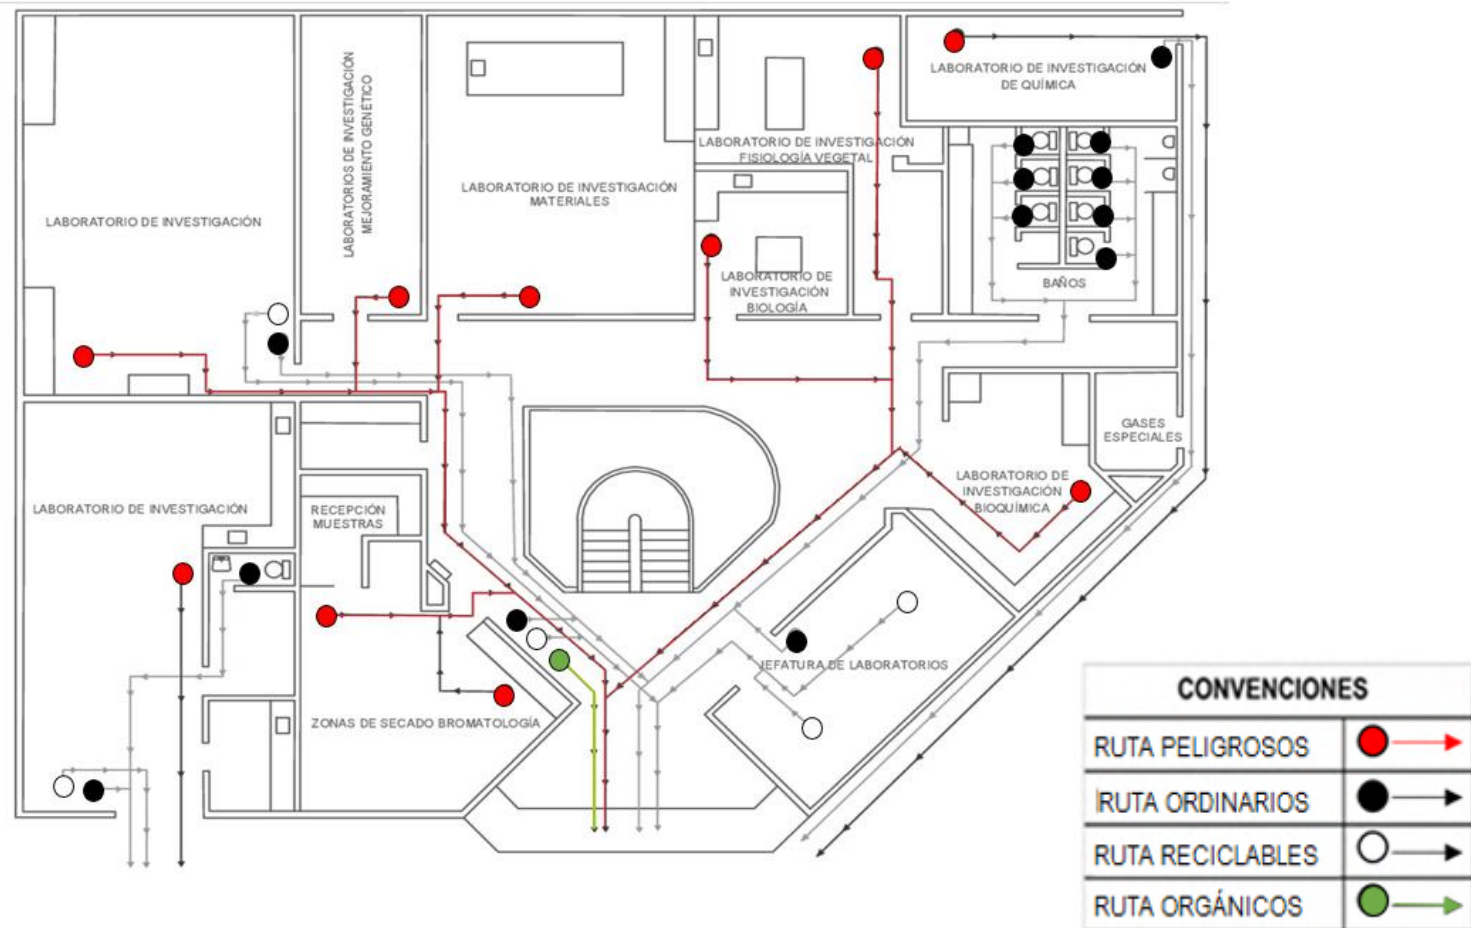 LABORATORIO DE INVESTIGACIÓN
DE QUÍMICA
LABORATORIOS DE INVESTIGACIÓN
MEJORAMIENTO GENÉTICO
LABORATORIO DE INVESTIGACIÓN
FISIOLOGÍA VEGETAL
LABORATORIO DE INVESTIGACIÓN
MATERIALES
LABORATORIO DE INVESTIGACIÓN
LABORATORIO DE
INVESTIGACIÓN
BIOLOGÍA
BAÑOS
GASES
ESPECIALES
LABORATORIO DE
INVESTIGACIÓN
BIOQUÍMICA
LABORATORIO DE INVESTIGACIÓN
RECEPCIÓN
MUESTRAS
JEFATURA DE LABORATORIOS
ZONAS DE SECADO BROMATOLOGÍA
CONVENCIONES
RUTA PELIGROSOS
RUTA ORDINARIOS
RUTA RECICLABLES
RUTA ORGÁNICOS